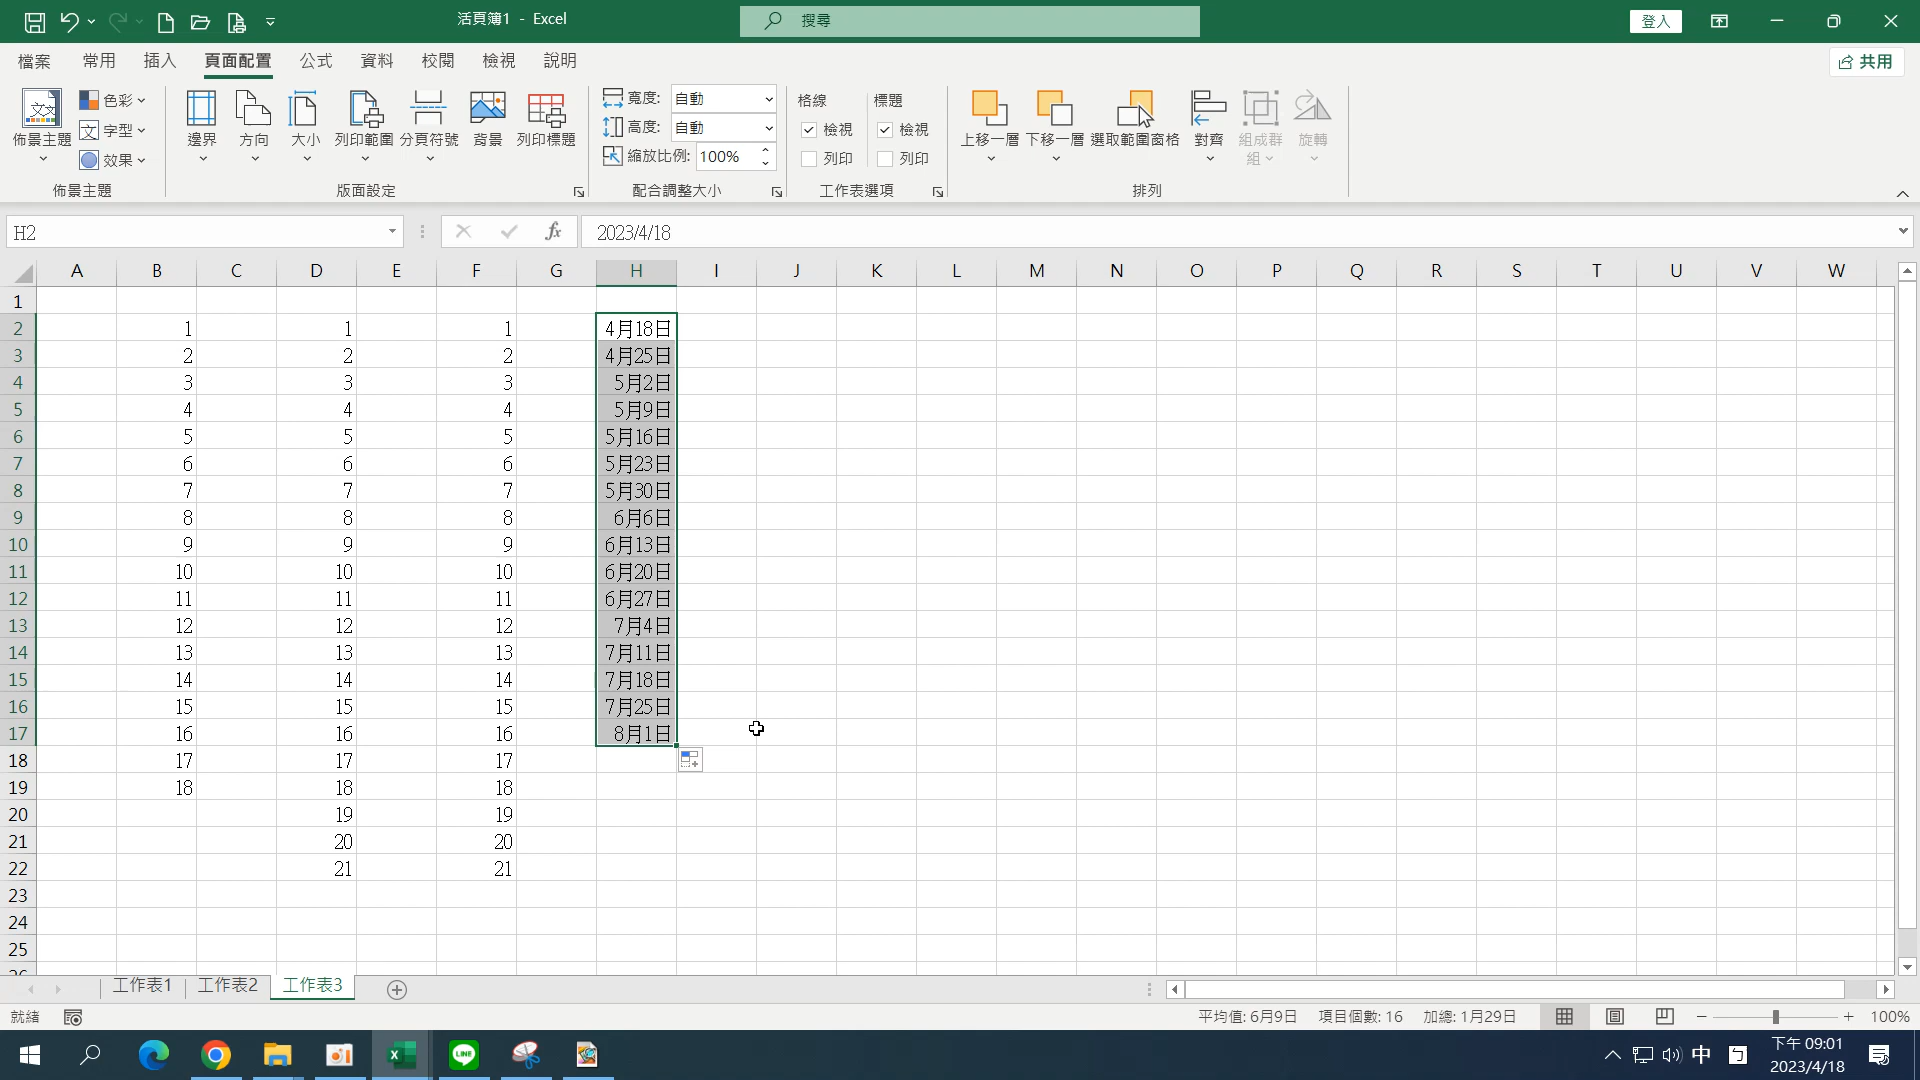 活頁簿1 - Excel
搜尋
登入
檔案 常用 插入 頁面配置 公式 資料 校閱 檢視 說明
共用
佈景主題
色彩
字型
效果
佈景主題
邊界 方向 大小 列印範圍 分頁符號 背景 列印標題
版面設定
寬度: 自動
高度: 自動
縮放比例: 100%
配合調整大小
格線 標題
檢視 檢視
列印 列印
工作表選項
上移一層 下移一層 選取範圍窗格 對齊 組成群組 旋轉
排列
H2 fx 2023/4/18
A B C D E F G H I J K L M N O P Q R S T U V W
1
2 1 1 1 4月18日
3 2 2 2 4月25日
4 3 3 3 5月2日
5 4 4 4 5月9日
6 5 5 5 5月16日
7 6 6 6 5月23日
8 7 7 7 5月30日
9 8 8 8 6月6日
10 9 9 9 6月13日
11 10 10 10 6月20日
12 11 11 11 6月27日
13 12 12 12 7月4日
14 13 13 13 7月11日
15 14 14 14 7月18日
16 15 15 15 7月25日
17 16 16 16 8月1日
18 17 17 17
19 18 18 18
20 19 19
21 20 20
22 21 21
23
24
25
26
工作表1 工作表2 工作表3
就緒 平均值: 6月9日 項目個數: 16 加總: 1月29日 100%
中 下午 09:01
2023/4/18